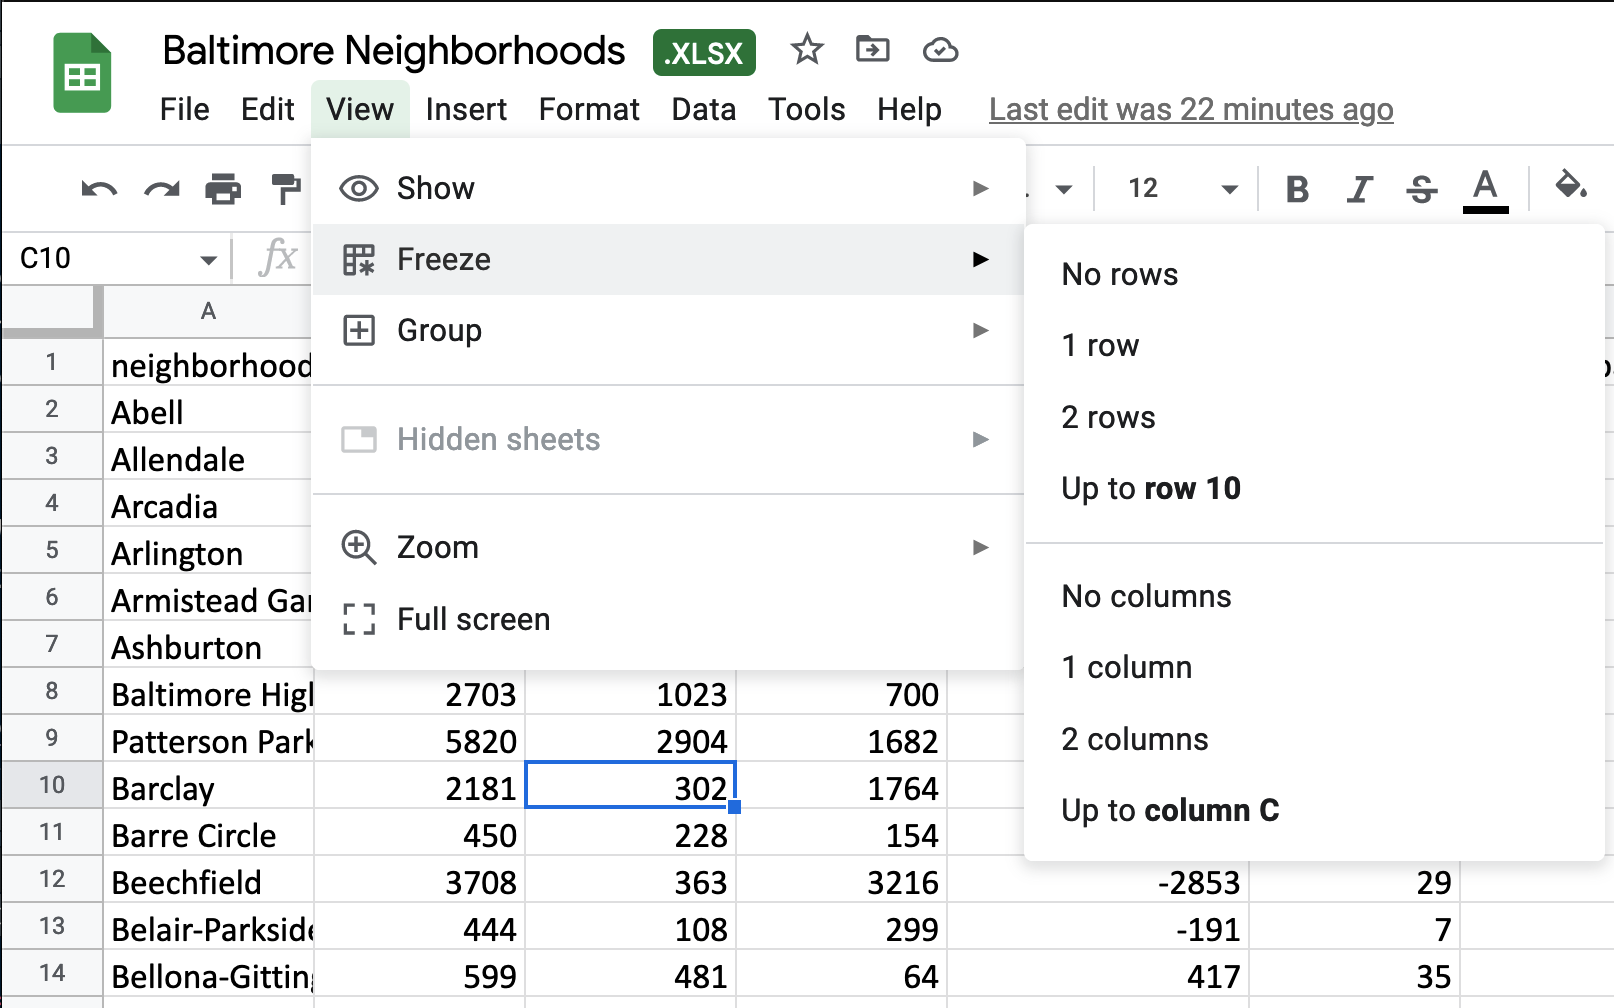 Baltimore Neighborhoods .XLSX
File Edit View Insert Format Data Tools Help Last edit was 22 minutes ago
12 B I S A
C10 fx
Show
Freeze
Group
Hidden sheets
Zoom
Full screen
No rows
1 row
2 rows
Up to row 10
No columns
1 column
2 columns
Up to column C
A
1 neighborhood
2 Abell
3 Allendale
4 Arcadia
5 Arlington
6 Armistead Gar
7 Ashburton
8 Baltimore High 2703 1023 700
9 Patterson Park 5820 2904 1682
10 Barclay 2181 302 1764
11 Barre Circle 450 228 154
12 Beechfield 3708 363 3216 -2853 29
13 Belair-Parkside 444 108 299 -191 7
14 Bellona-Gitting 599 481 64 417 35